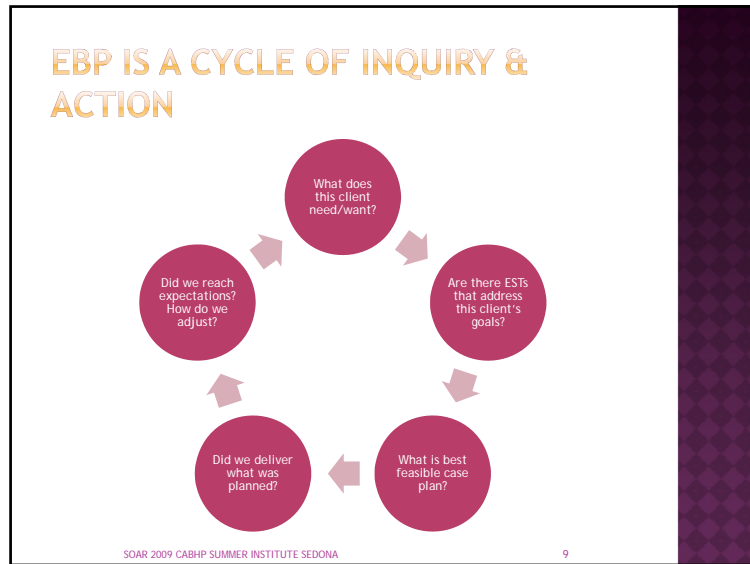 EBP IS A CYCLE OF INQUIRY &
ACTION
What does
this client
need/want?
Are there ESTs
that address
this client's
goals?
What is best
feasible case
plan?
Did we deliver
what was
planned?
Did we reach
expectations?
How do we
adjust?
SOAR 2009 CABHP SUMMER INSTITUTE SEDONA
9